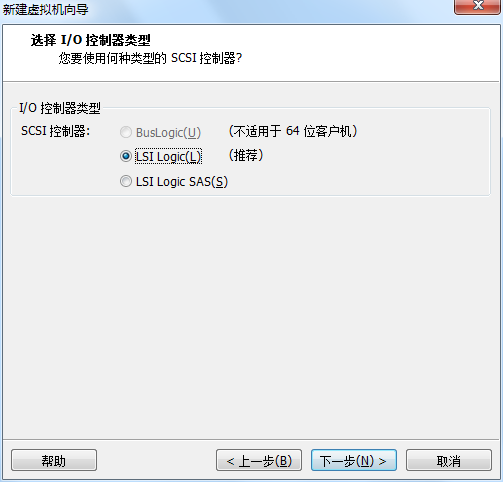 新建虚拟机向导
选择 I/O 控制器类型
您要使用何种类型的 SCSI 控制器?
I/O 控制器类型
SCSI 控制器:
BusLogic(U) (不适用于 64 位客户机)
LSI Logic(L) (推荐)
LSI Logic SAS(S)
帮助 < 上一步(B) 下一步(N) > 取消